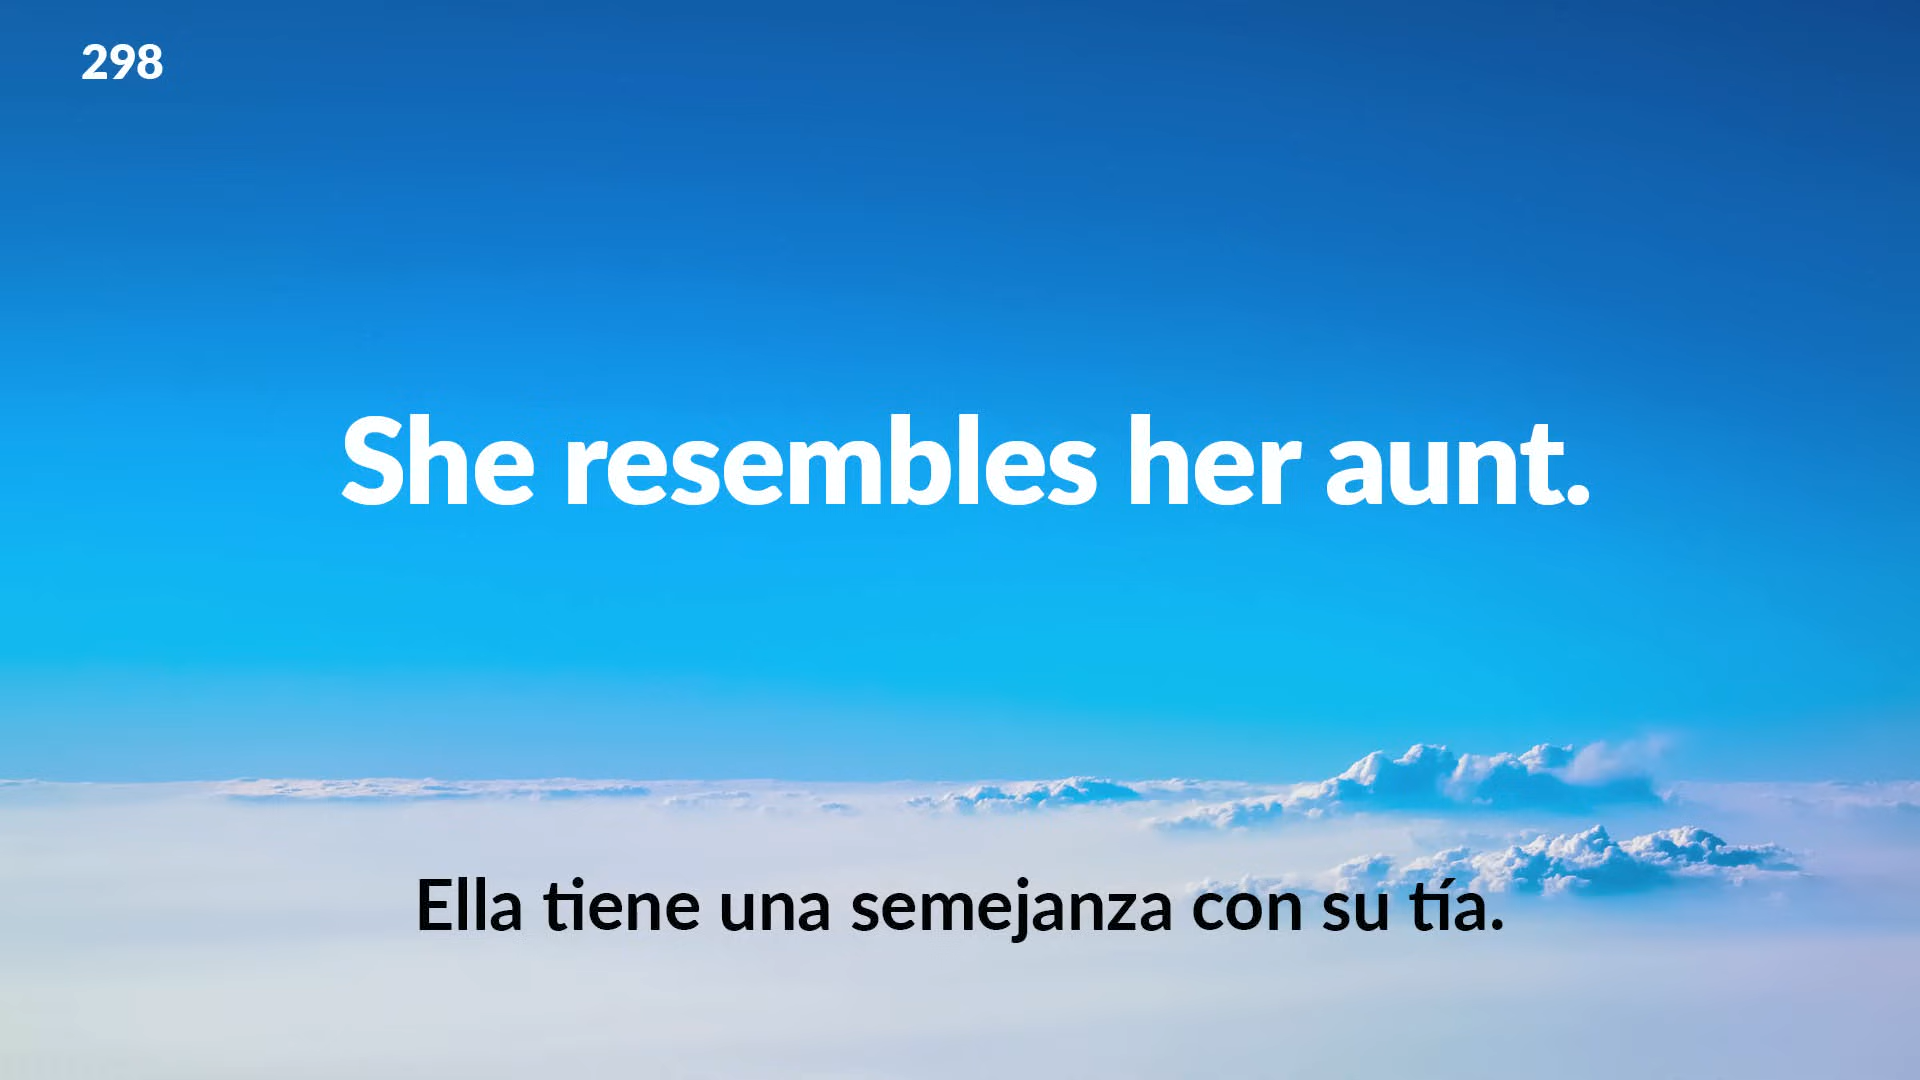 298
She resembles her aunt.
Ella tiene una semejanza con su tía.